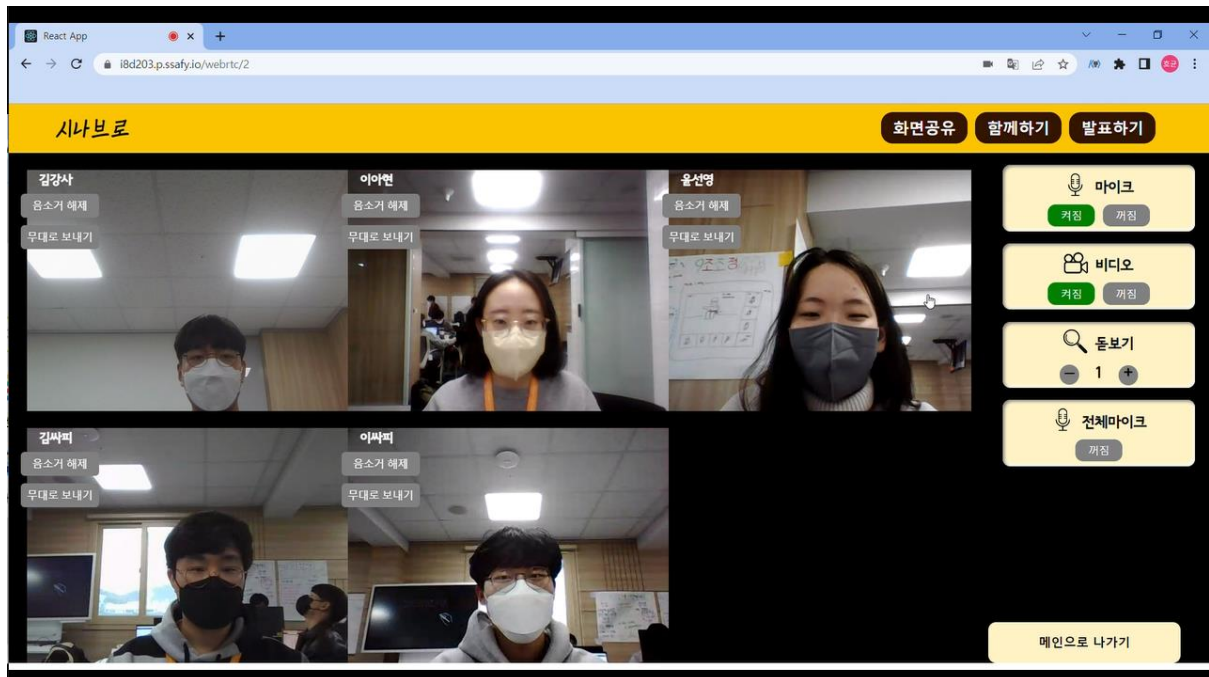 React App
i8d203.p.ssafy.io/webrtc/2
시나브로
화면공유
함께하기
발표하기
김강사
음소거 해제
무대로 보내기
이아현
음소거 해제
무대로 보내기
윤선영
음소거 해제
무대로 보내기
김싸피
음소거 해제
무대로 보내기
이싸피
음소거 해제
무대로 보내기
마이크
켜짐 꺼짐
비디오
켜짐 꺼짐
돋보기
1
전체마이크
꺼짐
메인으로 나가기